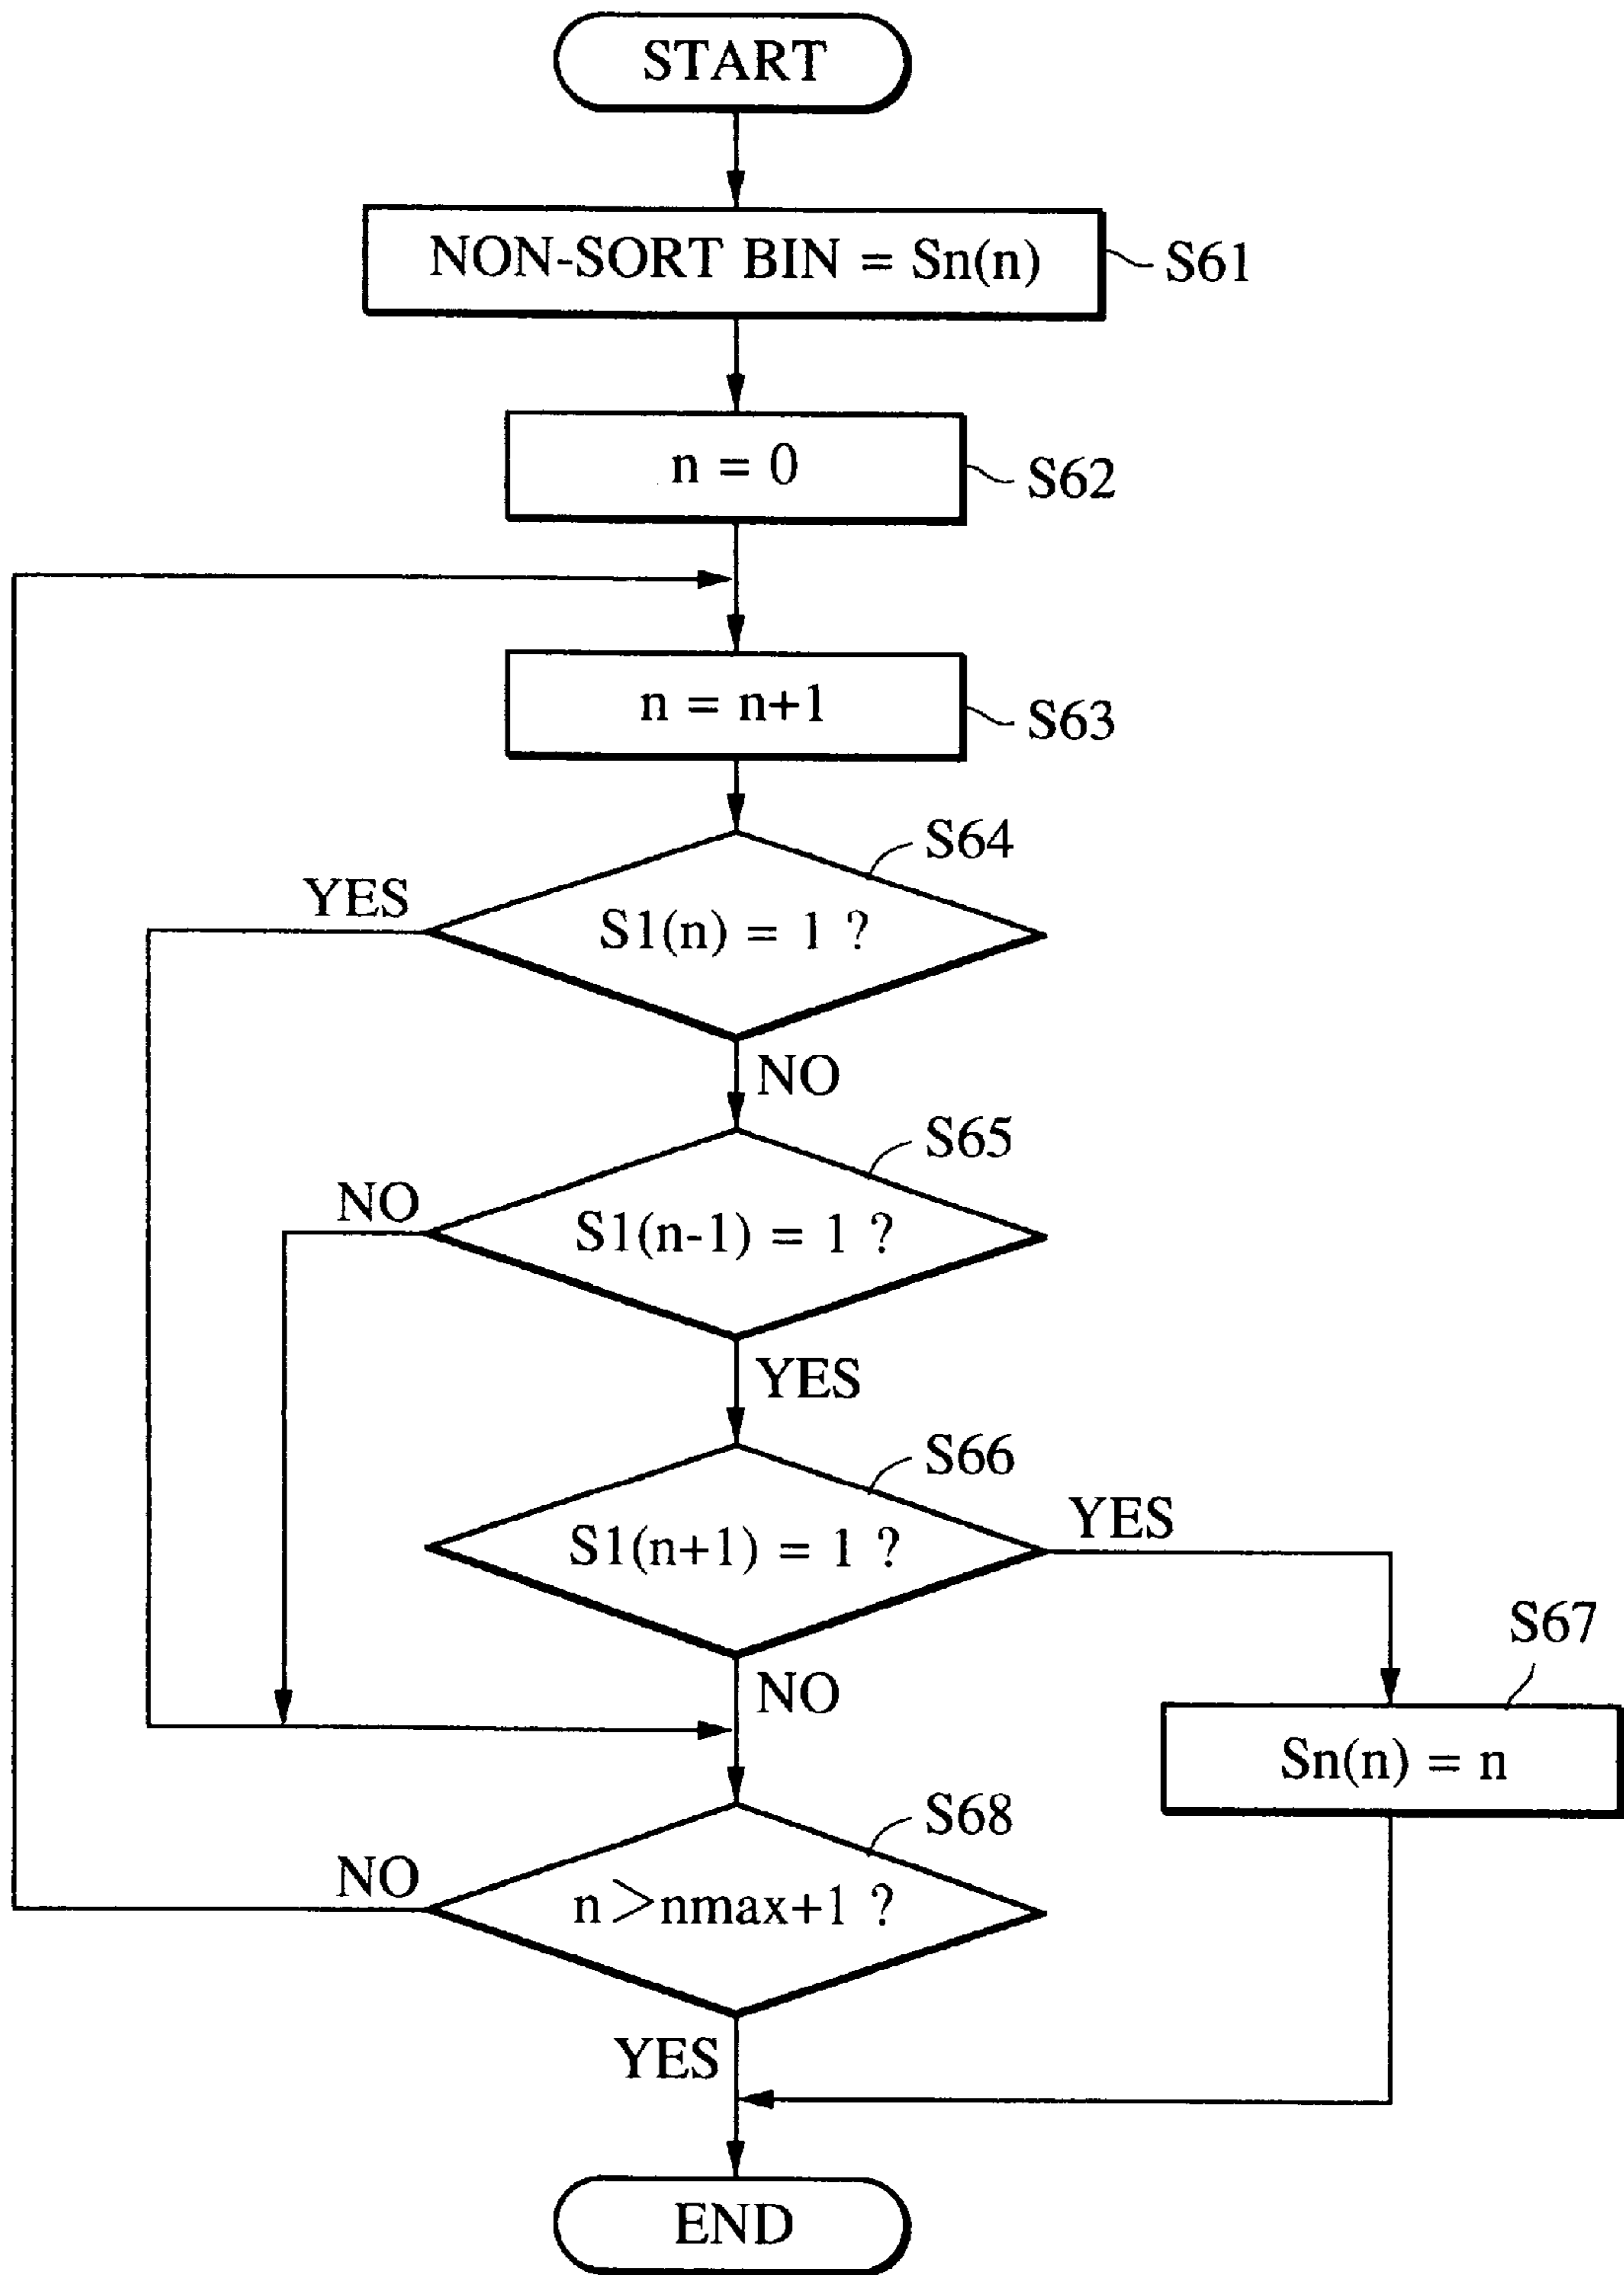 START
NON-SORT BIN = Sn(n)
S61
n = 0
S62
n = n+1
S63
S64
YES
S1(n) = 1 ?
NO
S65
NO
S1(n-1) = 1 ?
YES
S66
YES
S1(n+1) = 1 ?
S67
NO
Sn(n) = n
S68
NO
n>nmax+1 ?
YES
END